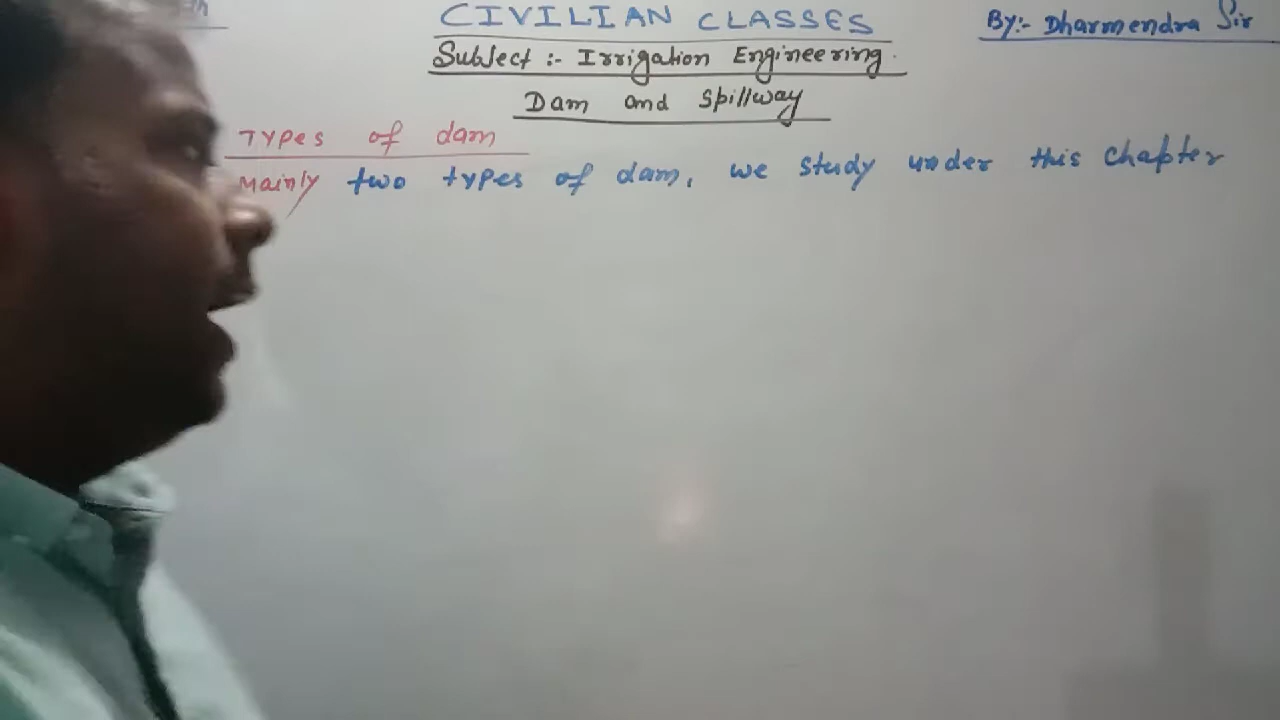 CIVILIAN CLASSES
By:- Dharmendra Sir
Subject :- Irrigation Engineering.
Dam and Spillway
Types of dam
Mainly two types of dam, we study under this chapter